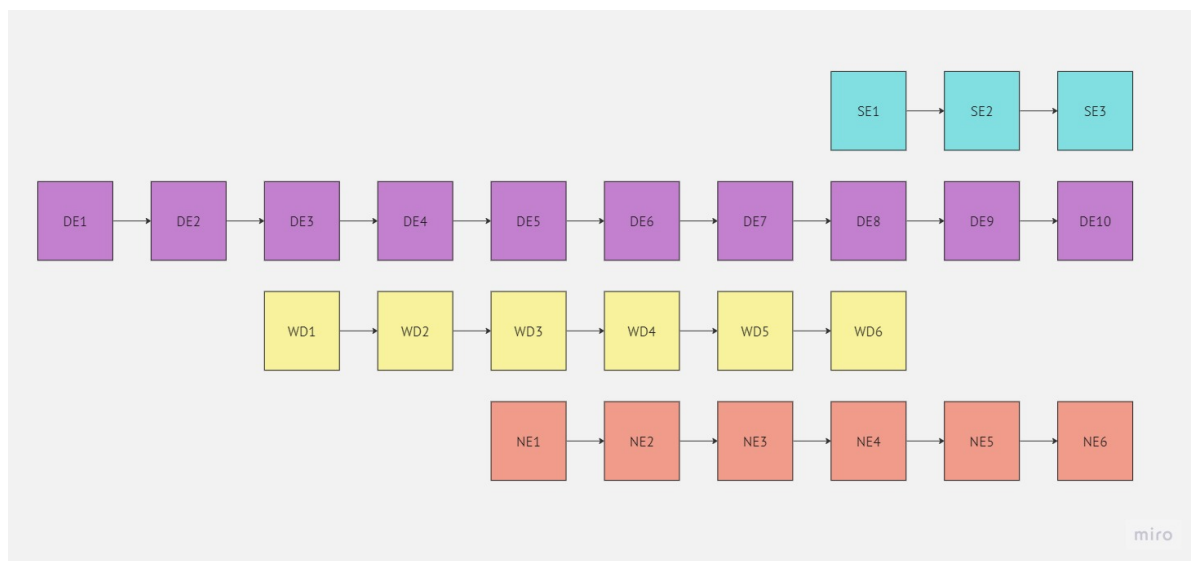 SE1 SE2 SE3
DE1 DE2 DE3 DE4 DE5 DE6 DE7 DE8 DE9 DE10
WD1 WD2 WD3 WD4 WD5 WD6
NE1 NE2 NE3 NE4 NE5 NE6
miro